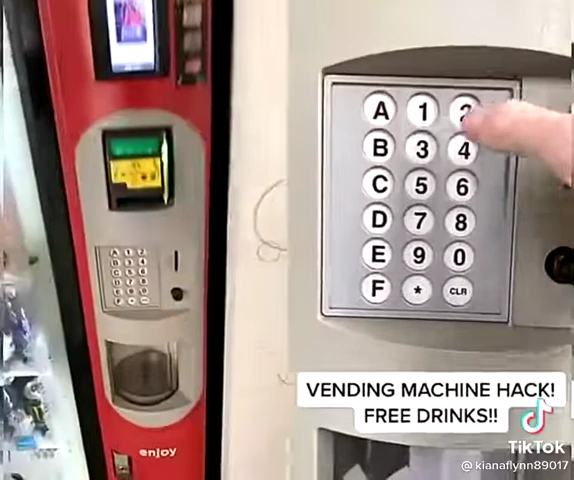 A 1 2
B 3 4
C 5 6
D 7 8
E 9 0
F * CLR
enjoy
VENDING MACHINE HACK!
FREE DRINKS!!
TikTok
@kianaflynn89017